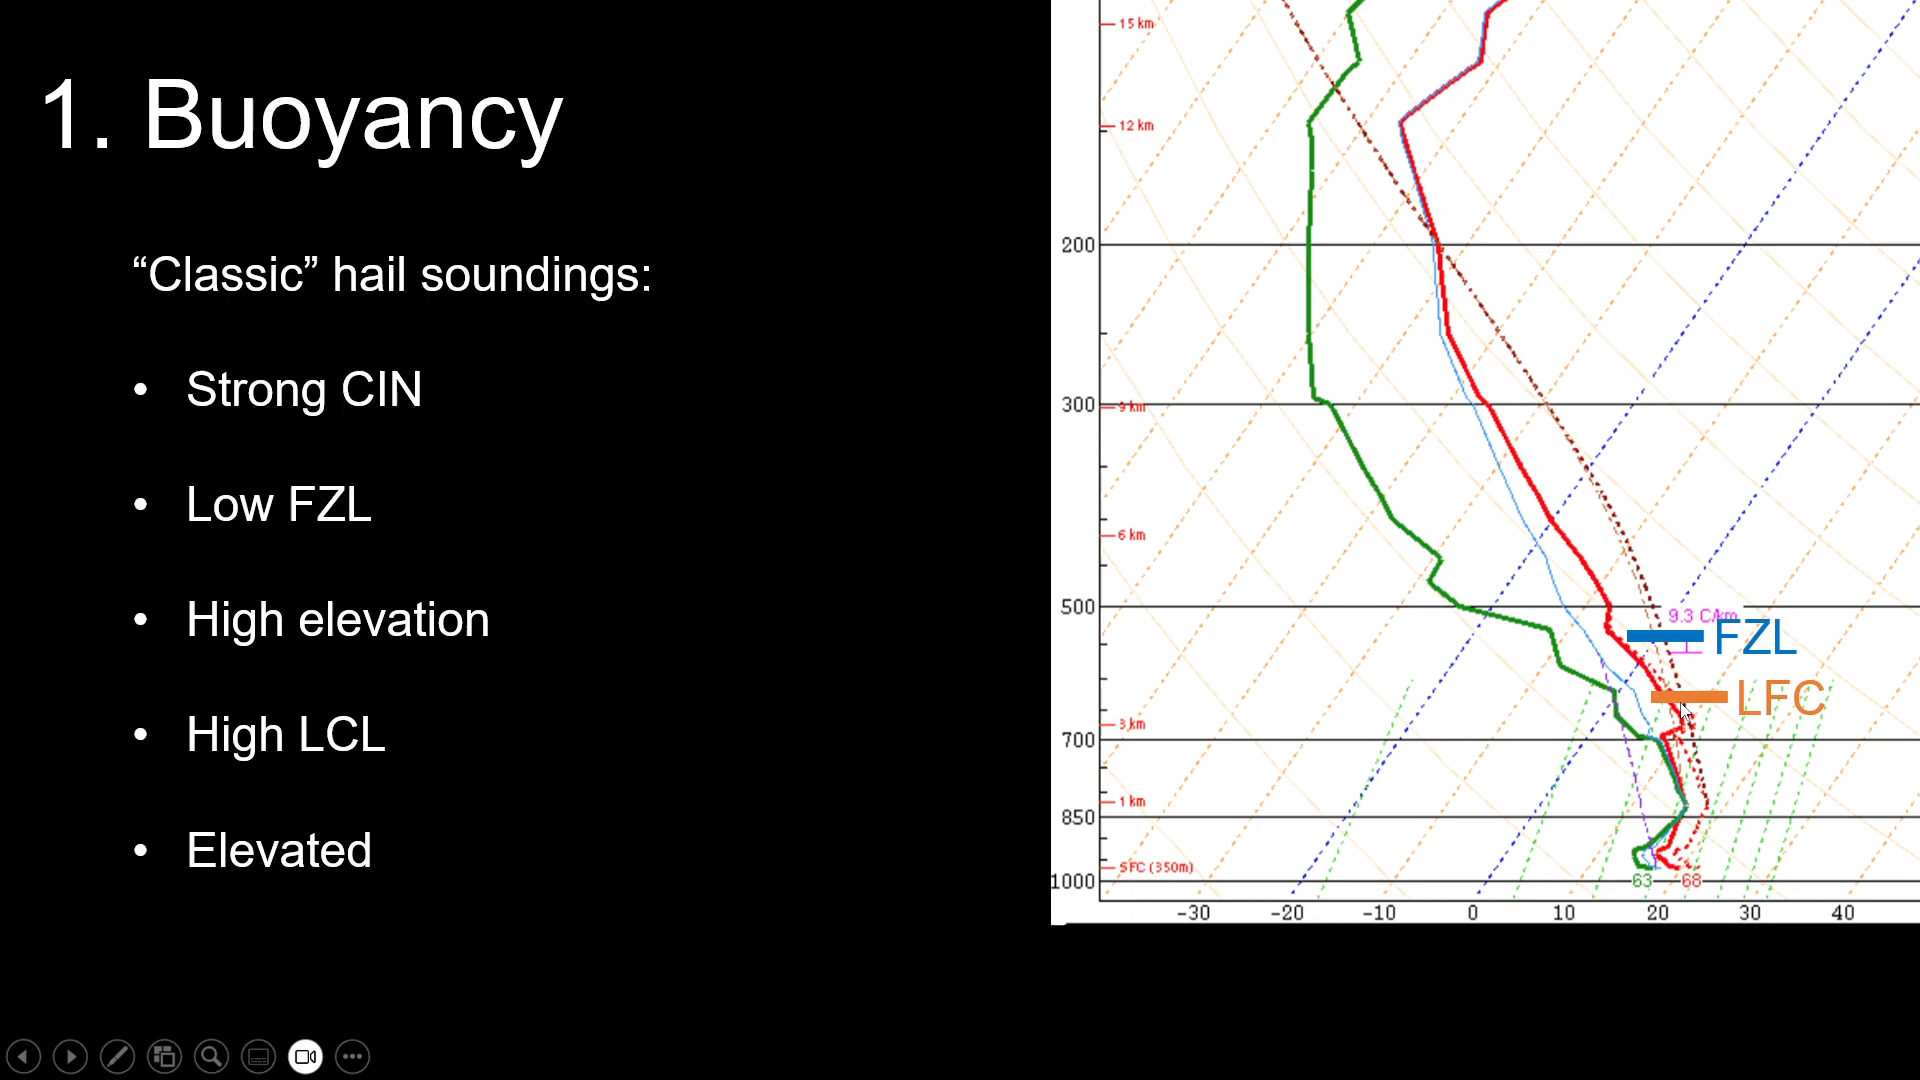 1. Buoyancy
“Classic” hail soundings:
• Strong CIN
• Low FZL
• High elevation
• High LCL
• Elevated
15 km
12 km
200
300
9 km
6 km
500
9.3 C/km
FZL
LFC
3 km
700
1 km
850
SFC (350m)
1000
63
68
-30 -20 -10 0 10 20 30 40